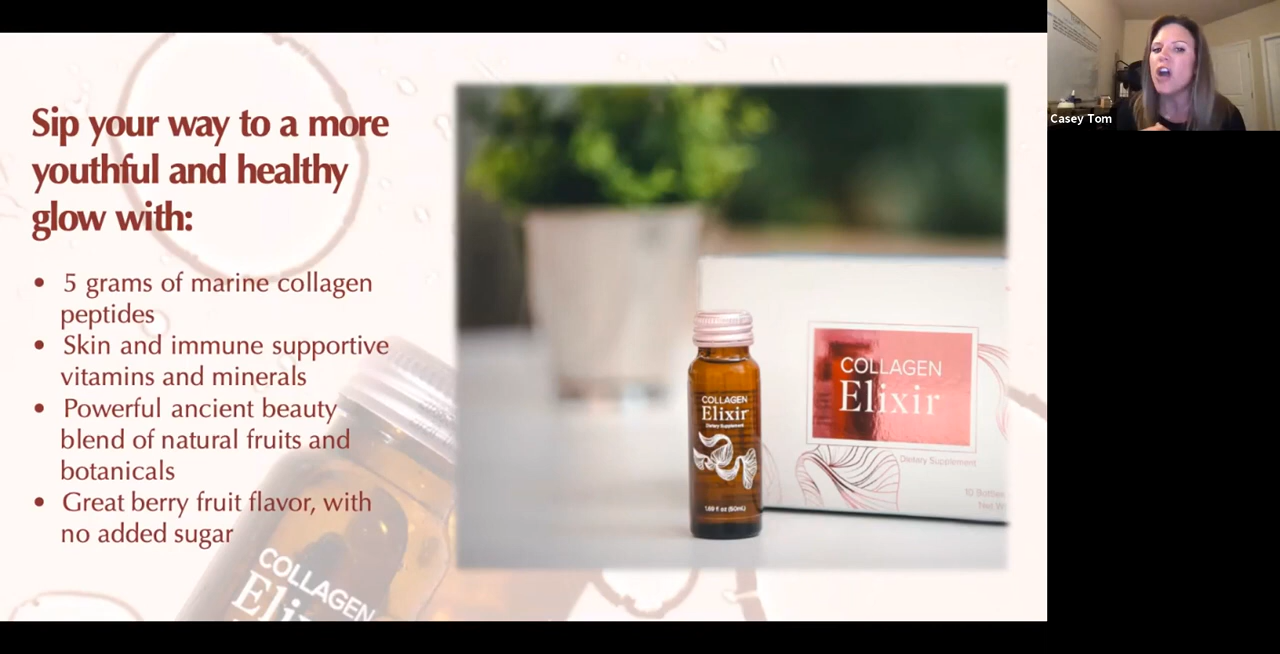 Sip your way to a more
youthful and healthy
glow with:
• 5 grams of marine collagen
peptides
• Skin and immune supportive
vitamins and minerals
• Powerful ancient beauty
blend of natural fruits and
botanicals
• Great berry fruit flavor, with
no added sugar
COLLAGEN
Elixir
Dietary Supplement
1.69 fl oz (50mL)
COLLAGEN
Elixir
Dietary Supplement
10 Bottles
Net W
COLLAGEN
Casey Tom